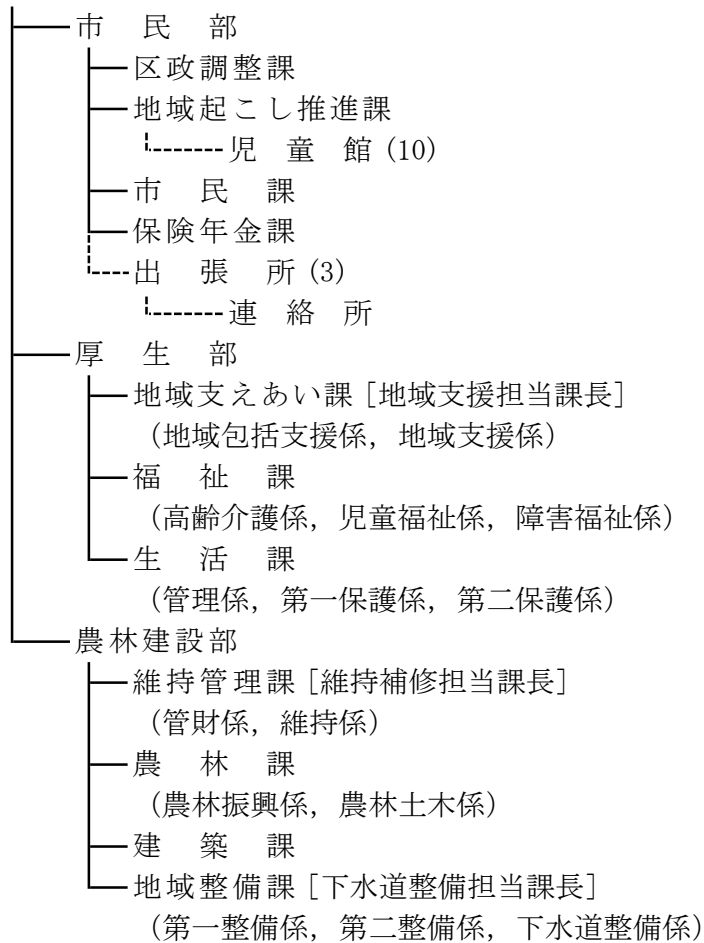 市民部
区政調整課
地域起こし推進課
児童館 (10)
市民課
保険年金課
出張所 (3)
連絡所
厚生部
地域支えあい課 [地域支援担当課長]
(地域包括支援係, 地域支援係)
福祉課
(高齢介護係, 児童福祉係, 障害福祉係)
生活課
(管理係, 第一保護係, 第二保護係)
農林建設部
維持管理課 [維持補修担当課長]
(管財係, 維持係)
農林課
(農林振興係, 農林土木係)
建築課
地域整備課 [下水道整備担当課長]
(第一整備係, 第二整備係, 下水道整備係)